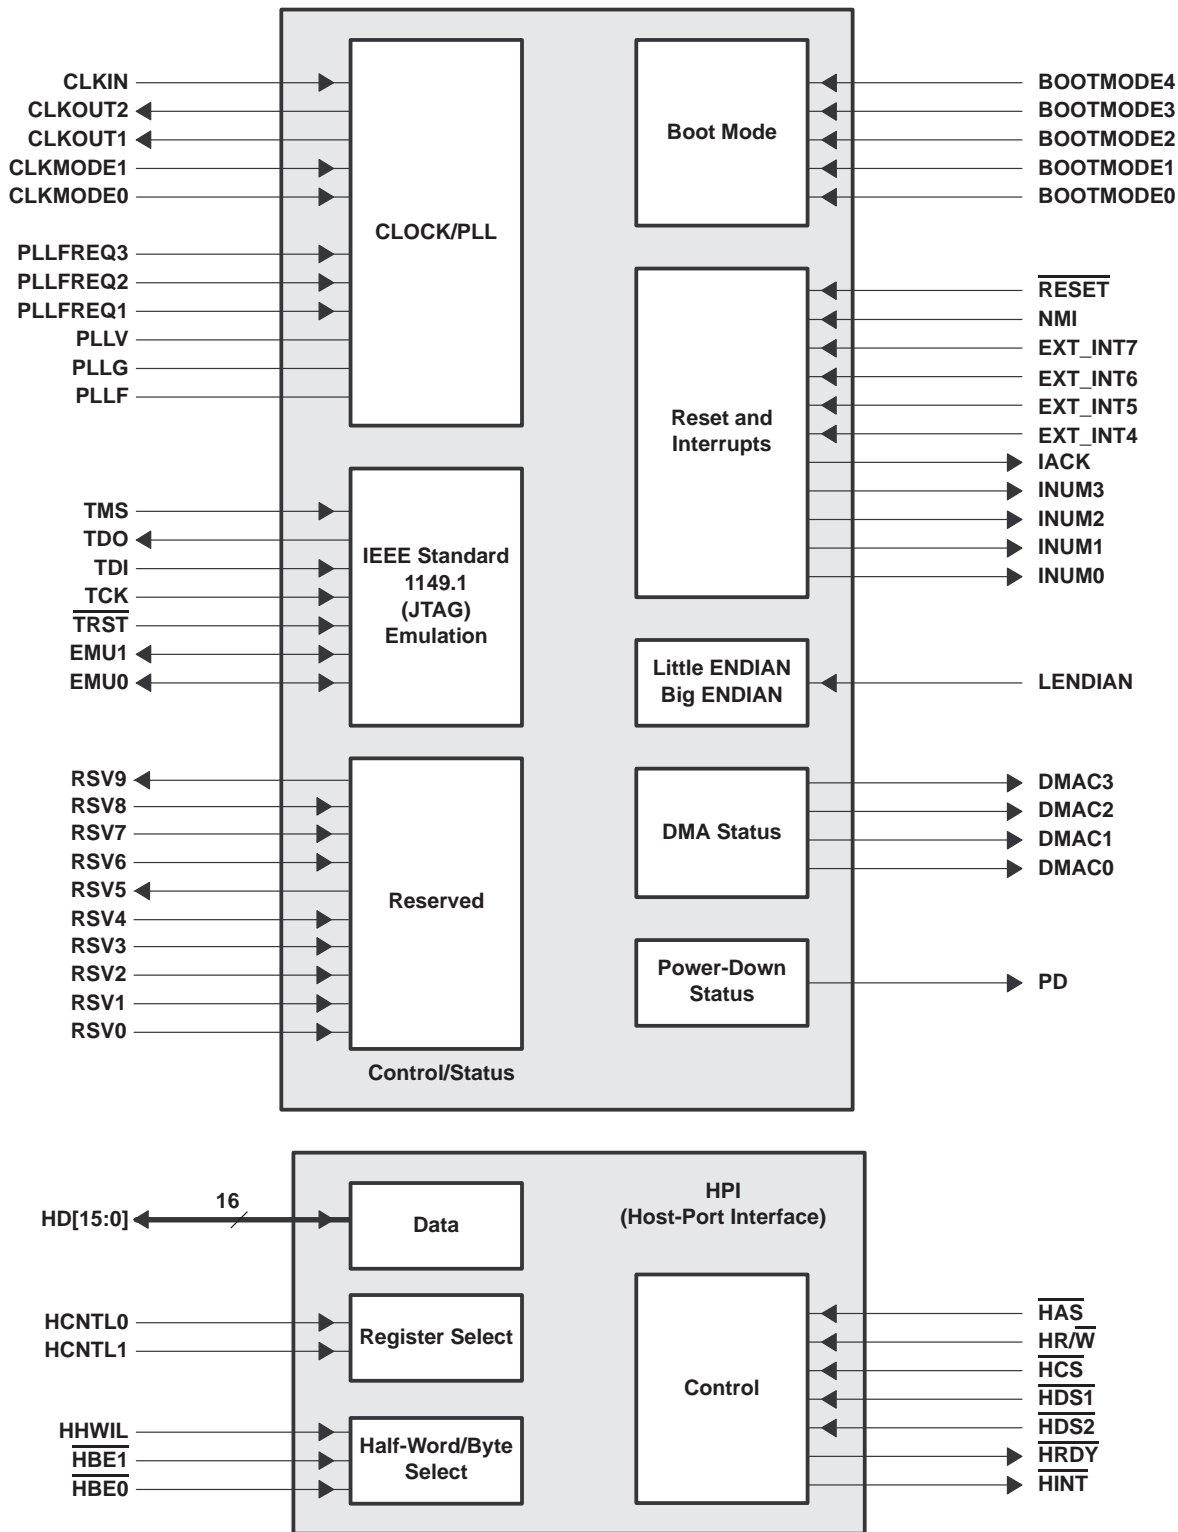 CLKIN
CLKOUT2
CLKOUT1
CLKMODE1
CLKMODE0
PLLFREQ3
PLLFREQ2
PLLFREQ1
PLLV
PLLG
PLLF
CLOCK/PLL
Boot Mode
BOOTMODE4
BOOTMODE3
BOOTMODE2
BOOTMODE1
BOOTMODE0
Reset and
Interrupts
RESET
NMI
EXT_INT7
EXT_INT6
EXT_INT5
EXT_INT4
IACK
INUM3
INUM2
INUM1
INUM0
TMS
TDO
TDI
TCK
TRST
EMU1
EMU0
IEEE Standard
1149.1
(JTAG)
Emulation
Little ENDIAN
Big ENDIAN
LENDIAN
RSV9
RSV8
RSV7
RSV6
RSV5
RSV4
RSV3
RSV2
RSV1
RSV0
Reserved
DMA Status
DMAC3
DMAC2
DMAC1
DMAC0
Power-Down
Status
PD
Control/Status
HD[15:0]
16
Data
HPI
(Host-Port Interface)
HCNTL0
HCNTL1
Register Select
HHWIL
HBE1
HBE0
Half-Word/Byte
Select
Control
HAS
HR/W
HCS
HDS1
HDS2
HRDY
HINT